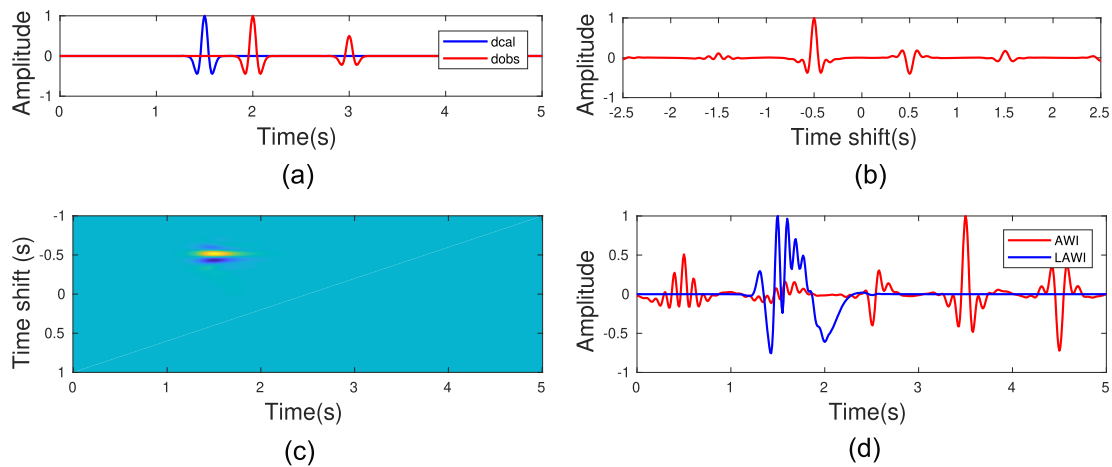 Amplitude
1
0
-1
dcal
dobs
0 1 2 3 4 5
Time(s)
(a)
Amplitude
1
0
-1
-2.5 -2 -1.5 -1 -0.5 0 0.5 1 1.5 2 2.5
Time shift(s)
(b)
Time shift (s)
-1
-0.5
0
0.5
1
0 1 2 3 4 5
Time(s)
(c)
Amplitude
1
0.5
0
-0.5
-1
AWI
LAWI
0 1 2 3 4 5
Time(s)
(d)